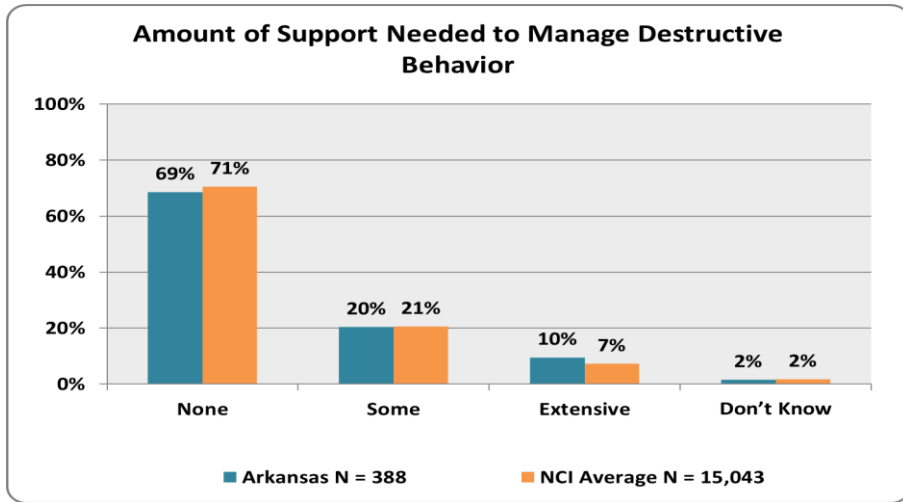 Amount of Support Needed to Manage Destructive
Behavior
100%
80%
60%
40%
20%
0%
69%
71%
20%
21%
10%
7%
2%
2%
None
Some
Extensive
Don’t Know
Arkansas N = 388
NCI Average N = 15,043